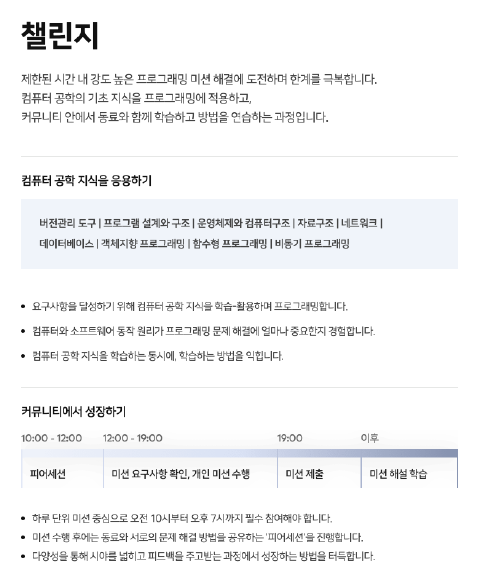 챌린지
제한된 시간 내 강도 높은 프로그래밍 미션 해결에 도전하며 한계를 극복합니다.
컴퓨터 공학의 기초 지식을 프로그래밍에 적용하고,
커뮤니티 안에서 동료와 함께 학습하고 방법을 연습하는 과정입니다.
컴퓨터 공학 지식을 응용하기
버전관리 도구 | 프로그램 설계와 구조 | 운영체제와 컴퓨터구조 | 자료구조 | 네트워크 |
데이터베이스 | 객체지향 프로그래밍 | 함수형 프로그래밍 | 비동기 프로그래밍
• 요구사항을 달성하기 위해 컴퓨터 공학 지식을 학습-활용하며 프로그래밍합니다.
• 컴퓨터와 소프트웨어 동작 원리가 프로그래밍 문제 해결에 얼마나 중요한지 경험합니다.
• 컴퓨터 공학 지식을 학습하는 동시에, 학습하는 방법을 익힙니다.
커뮤니티에서 성장하기
10:00 - 12:00 12:00 - 19:00 19:00 이후
피어세션 미션 요구사항 확인, 개인 미션 수행 미션 제출 미션 해설 학습
• 하루 단위 미션 중심으로 오전 10시부터 오후 7시까지 필수 참여해야 합니다.
• 미션 수행 후에는 동료와 서로의 문제 해결 방법을 공유하는 '피어세션'을 진행합니다.
• 다양성을 통해 시야를 넓히고 피드백을 주고받는 과정에서 성장하는 방법을 터득합니다.